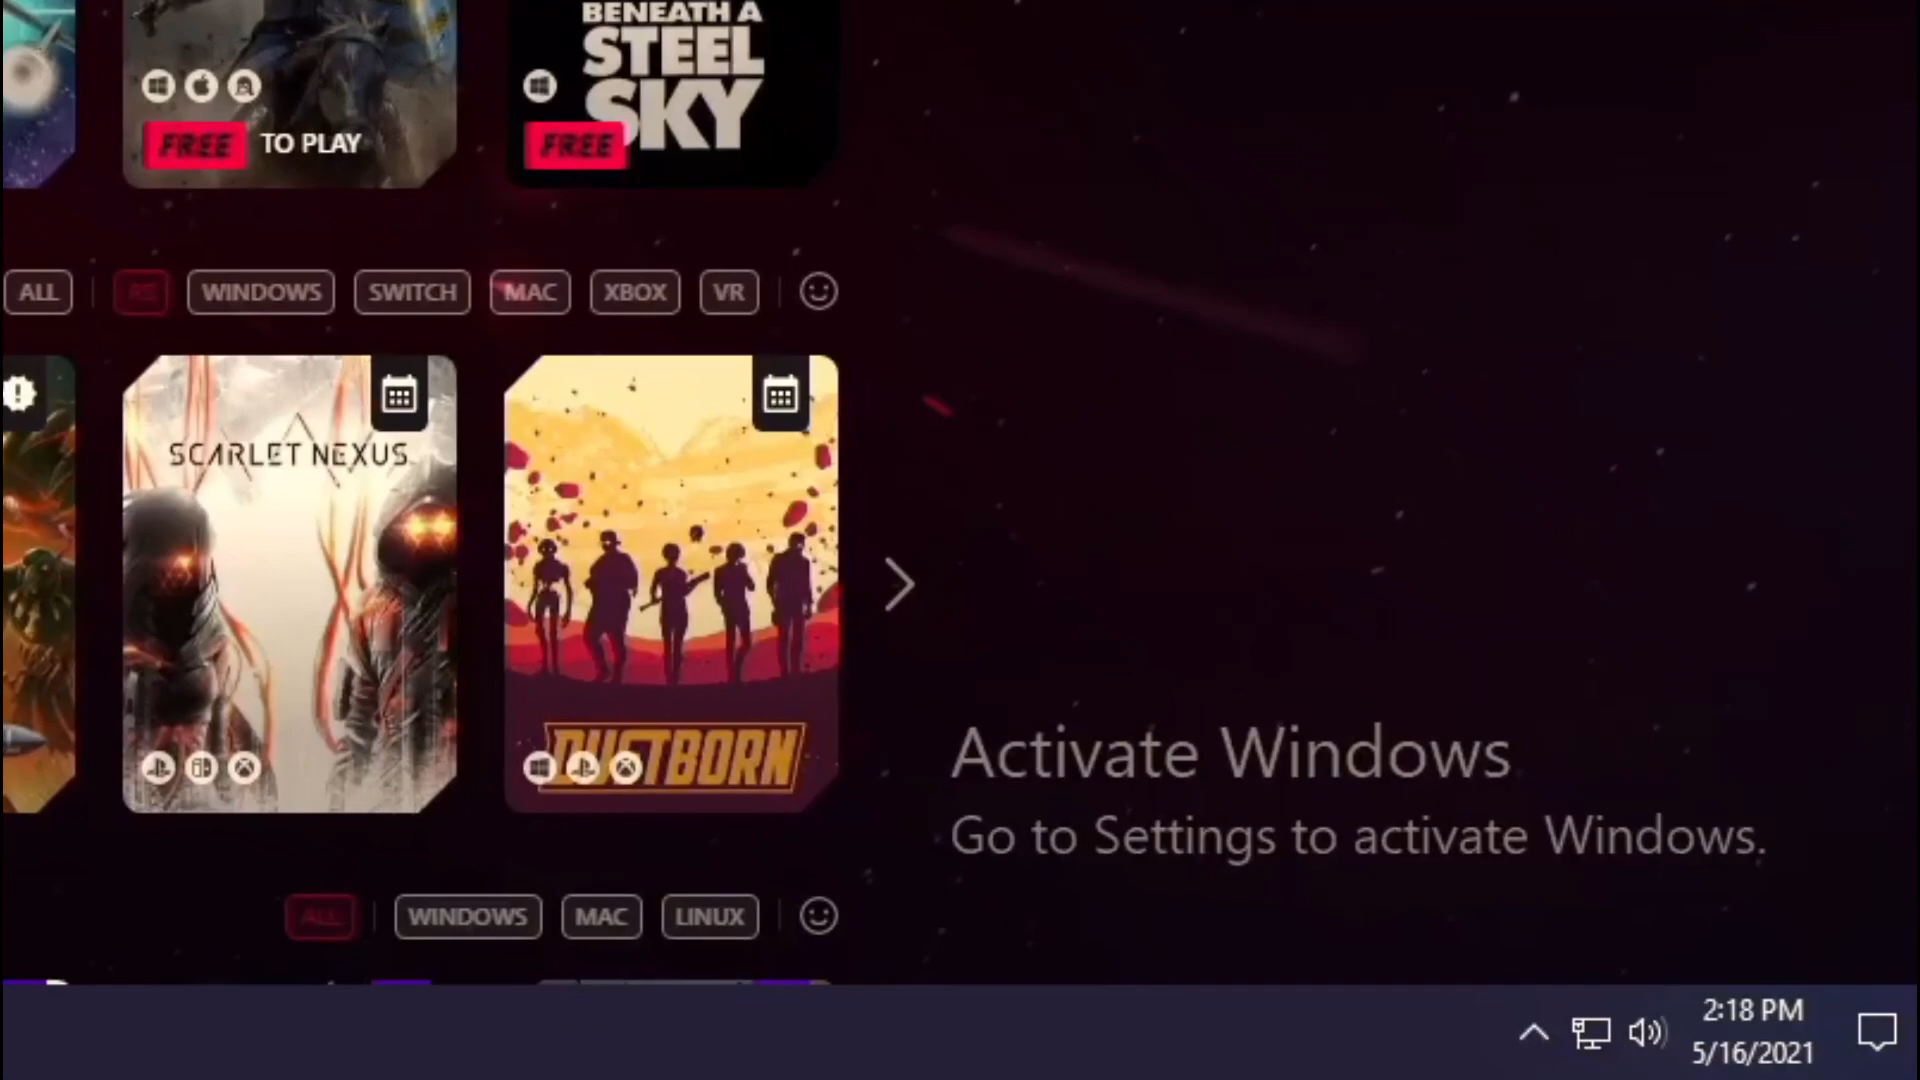 BENEATH A
STEEL
SKY
FREE TO PLAY
FREE
ALL
WINDOWS SWITCH MAC XBOX VR
SCARLET NEXUS
DUSTBORN
Activate Windows
Go to Settings to activate Windows.
ALL WINDOWS MAC LINUX
2:18 PM
5/16/2021